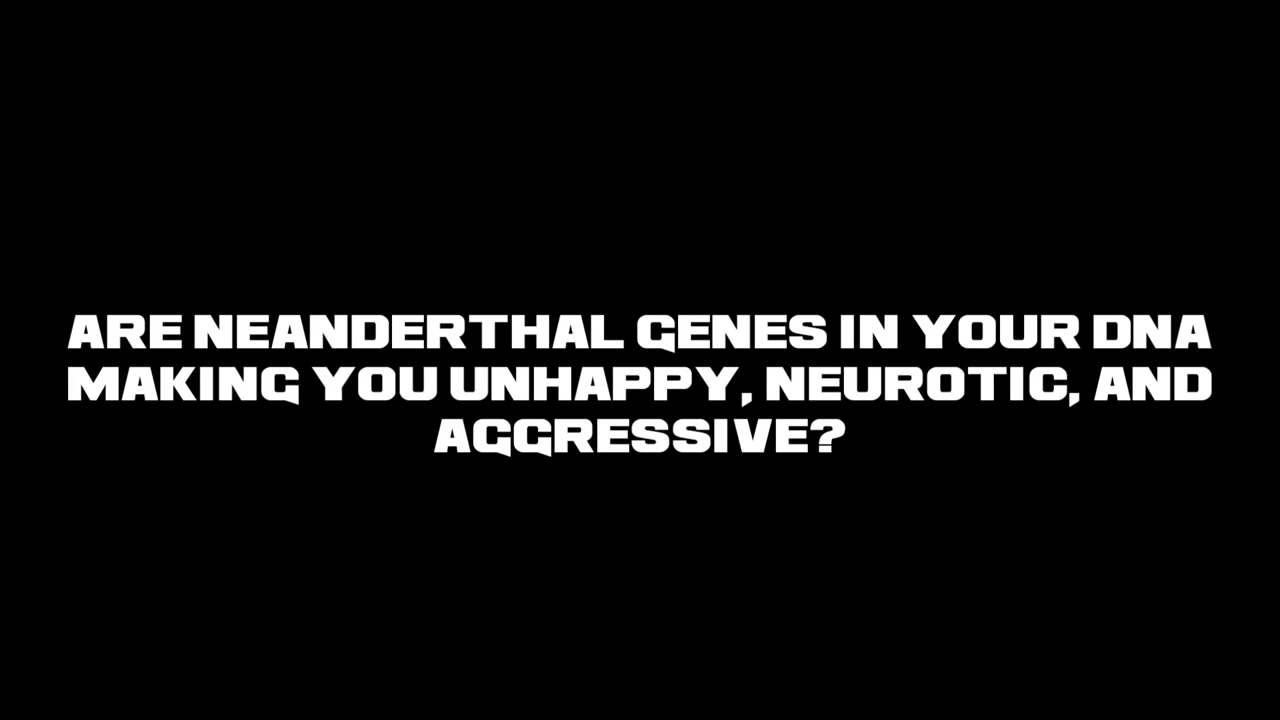 ARE NEANDERTHAL GENES IN YOUR DNA
MAKING YOU UNHAPPY, NEUROTIC, AND
AGGRESSIVE?